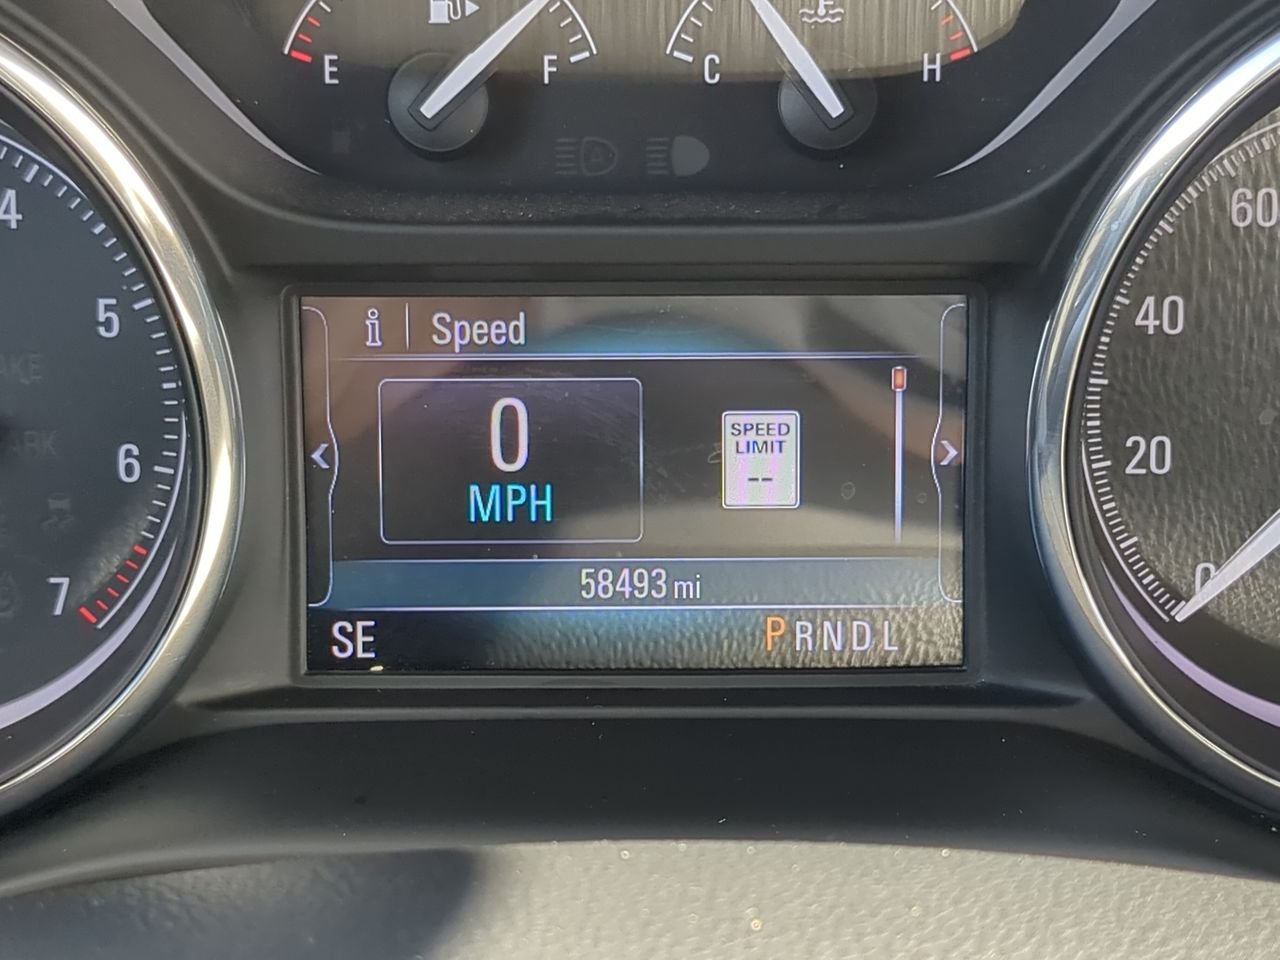 E F C H
4
5
6
7
60
40
20
0
i Speed
0
MPH
SPEED
LIMIT
--
58493 mi
SE PRNDL